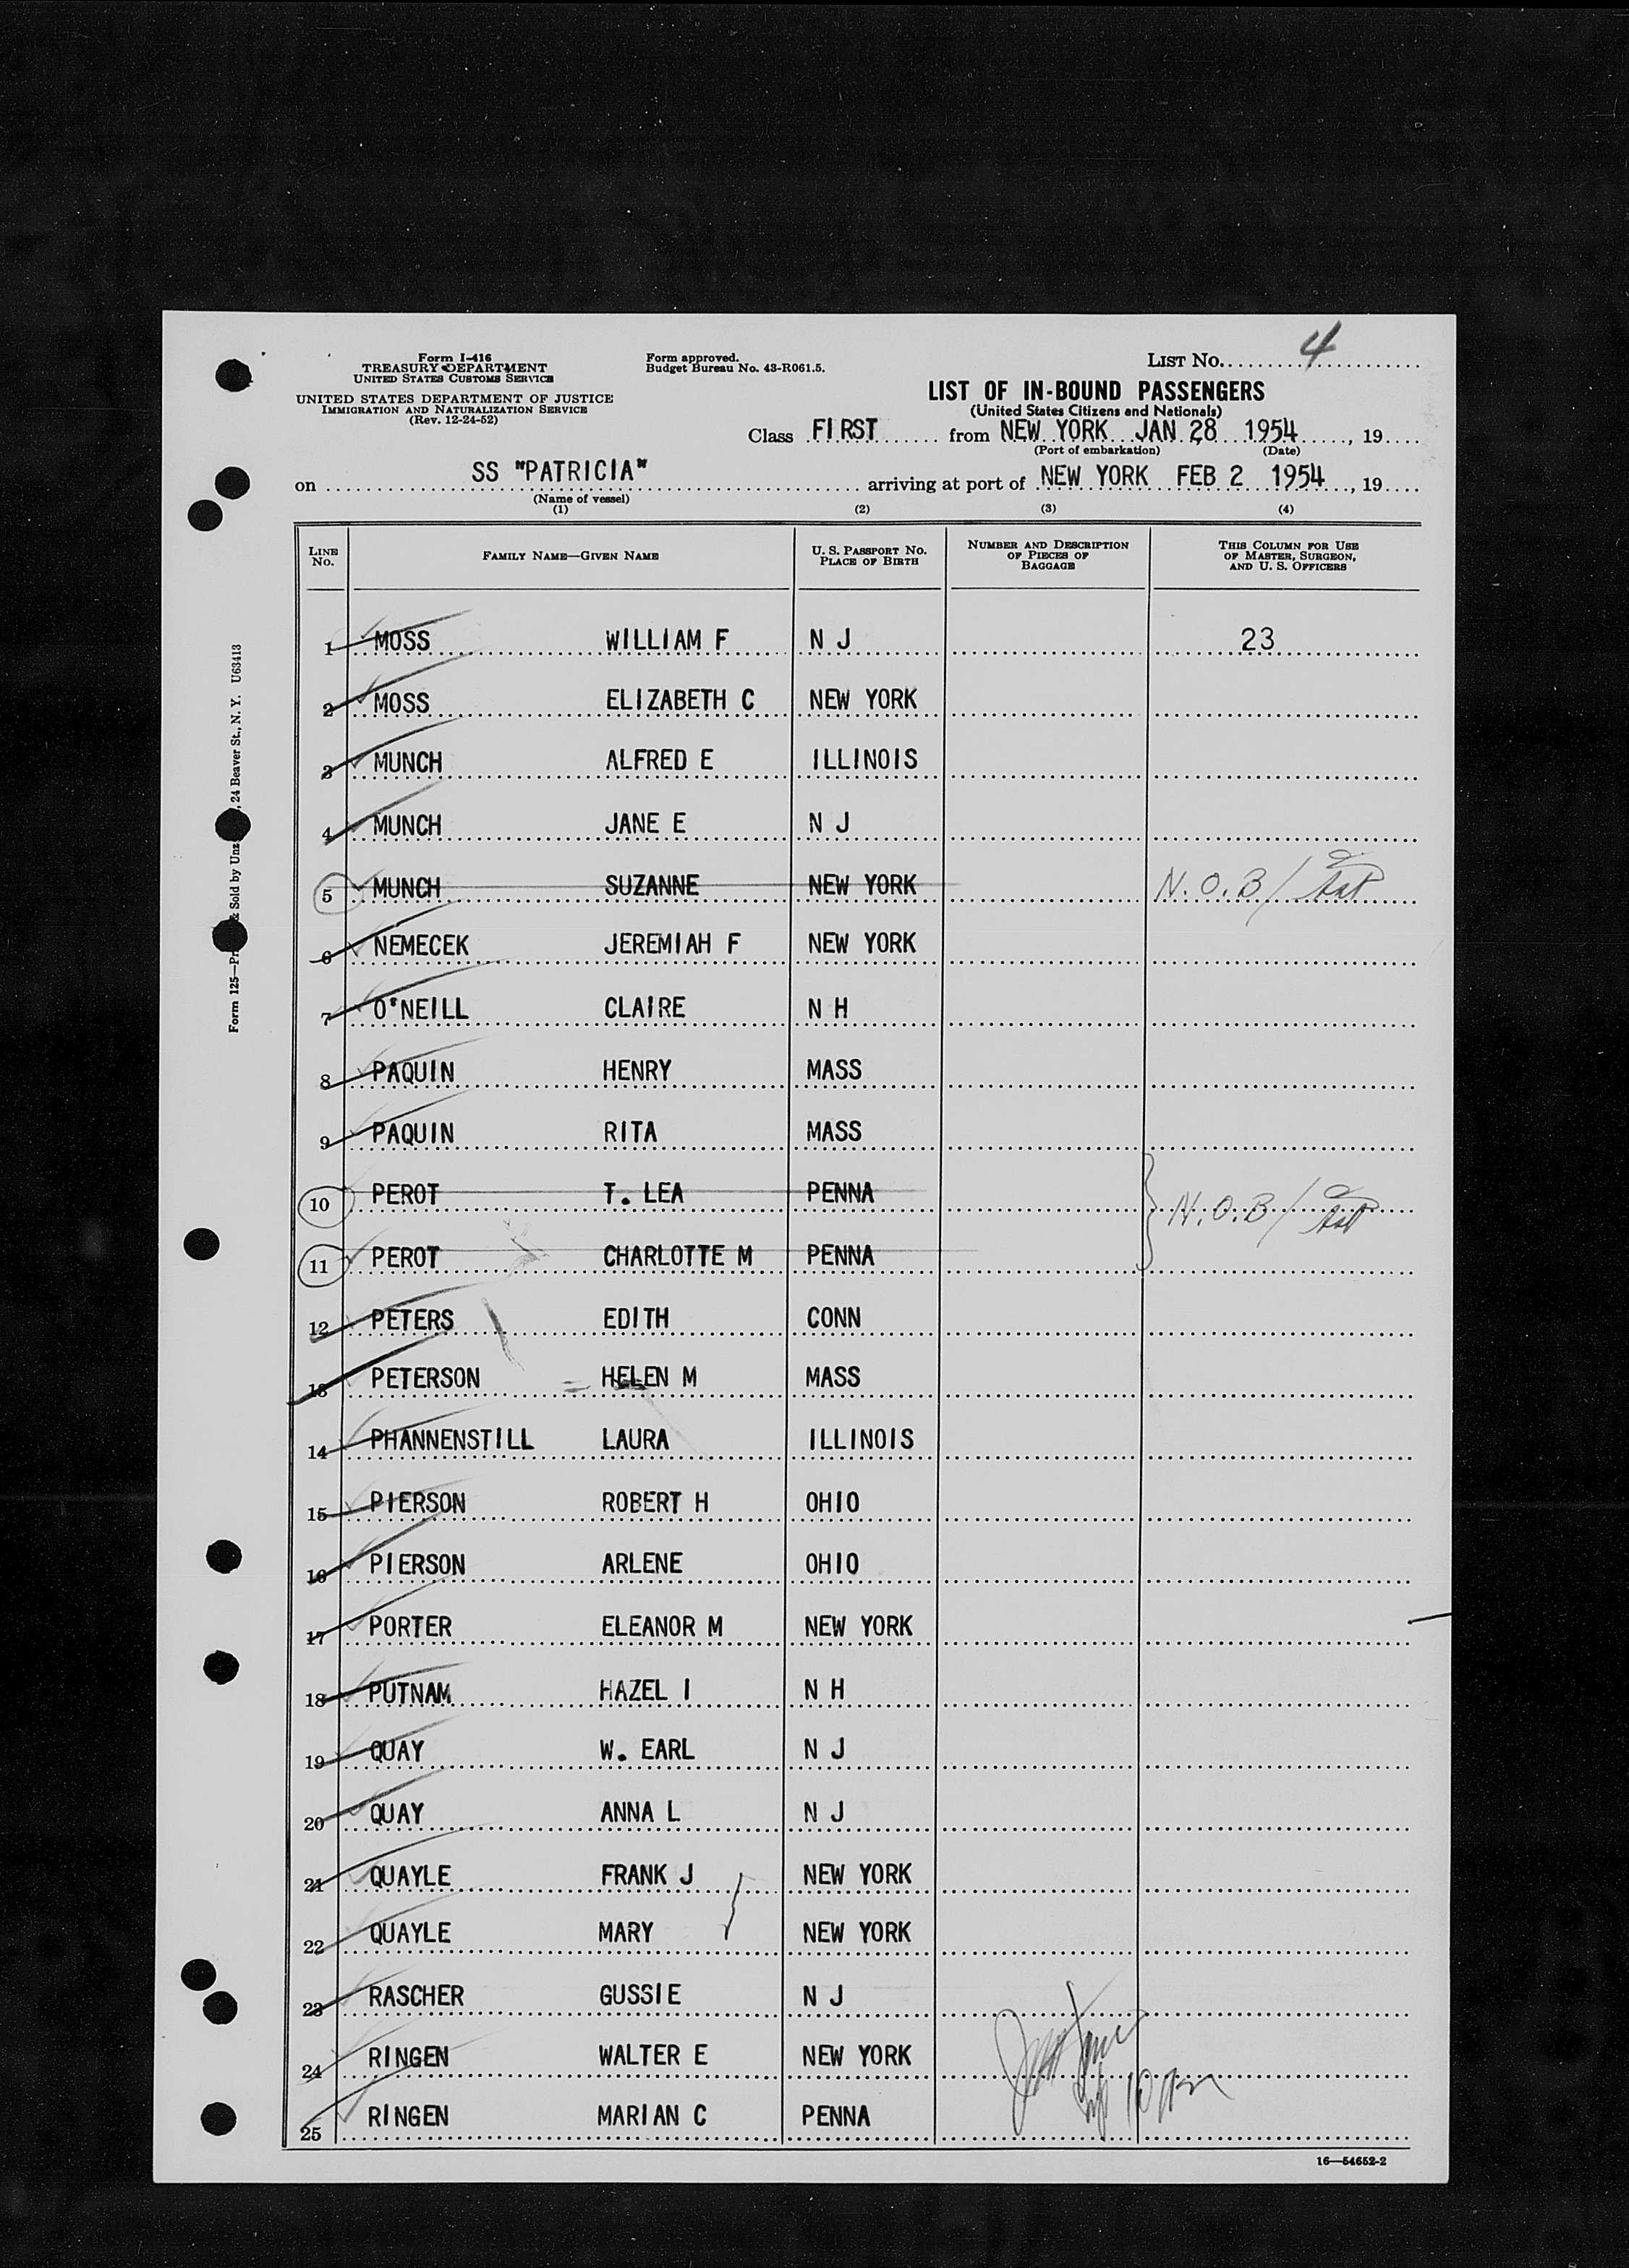 Form I-416
TREASURY DEPARTMENT
UNITED STATES CUSTOMS SERVICE
UNITED STATES DEPARTMENT OF JUSTICE
IMMIGRATION AND NATURALIZATION SERVICE
(Rev. 12-24-52)
Form approved.
Budget Bureau No. 43-R061.5.
LIST NO. 4
LIST OF IN-BOUND PASSENGERS
(United States Citizens and Nationals)
Class FIRST from NEW YORK JAN 28 1954, 19
(Port of embarkation) (Date)
on SS "PATRICIA" arriving at port of NEW YORK FEB 2 1954, 19
(Name of vessel)
(1) (2) (3) (4)
LINE NO. FAMILY NAME—GIVEN NAME U. S. PASSPORT NO. PLACE OF BIRTH NUMBER AND DESCRIPTION OF PIECES OF BAGGAGE THIS COLUMN FOR USE OF MASTER, SURGEON, AND U. S. OFFICERS
1 MOSS WILLIAM F N J 23
2 MOSS ELIZABETH C NEW YORK
3 MUNCH ALFRED E ILLINOIS
4 MUNCH JANE E N J
5 MUNCH SUZANNE NEW YORK N.O.B/
6 NEMECEK JEREMIAH F NEW YORK
7 O'NEILL CLAIRE N H
8 PAQUIN HENRY MASS
9 PAQUIN RITA MASS
10 PEROT T. LEA PENNA N.O.B/
11 PEROT CHARLOTTE M PENNA
12 PETERS EDITH CONN
13 PETERSON HELEN M MASS
14 PHANNENSTILL LAURA ILLINOIS
15 PIERSON ROBERT H OHIO
16 PIERSON ARLENE OHIO
17 PORTER ELEANOR M NEW YORK
18 PUTNAM HAZEL I N H
19 QUAY W. EARL N J
20 QUAY ANNA L N J
21 QUAYLE FRANK J NEW YORK
22 QUAYLE MARY NEW YORK
23 RASCHER GUSSIE N J
24 RINGEN WALTER E NEW YORK
25 RINGEN MARIAN C PENNA
16—54652-2
Form 125— & Sold by , 24 Beaver St., N. Y. U63413